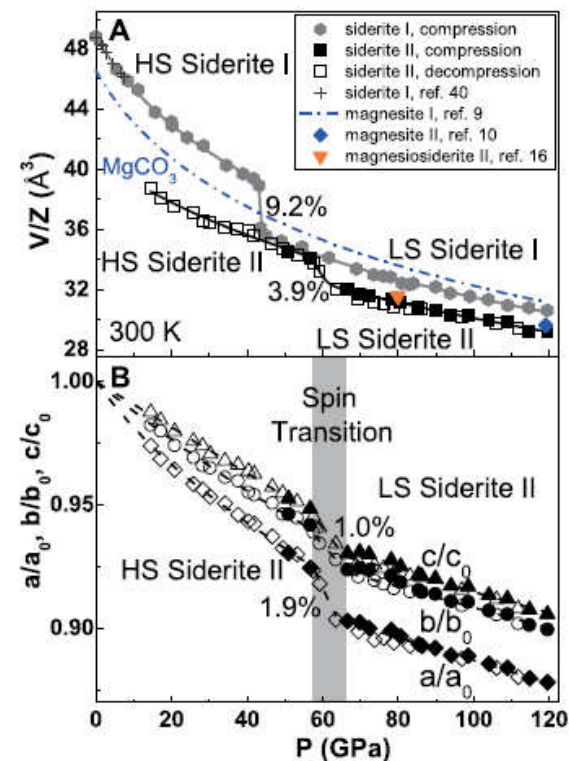 A
HS Siderite I
siderite I, compression
siderite II, compression
siderite II, decompression
siderite I, ref. 40
magnesite I, ref. 9
magnesite II, ref. 10
magnesiosiderite II, ref. 16
48
44
40
36
32
28
V/Z (Å³)
MgCO₃
9.2%
LS Siderite I
HS Siderite II
3.9%
300 K
LS Siderite II
B
1.00
0.95
0.90
a/a₀, b/b₀, c/c₀
Spin
Transition
LS Siderite II
1.0%
c/c₀
HS Siderite II
b/b₀
1.9%
a/a₀
0 20 40 60 80 100 120
P (GPa)